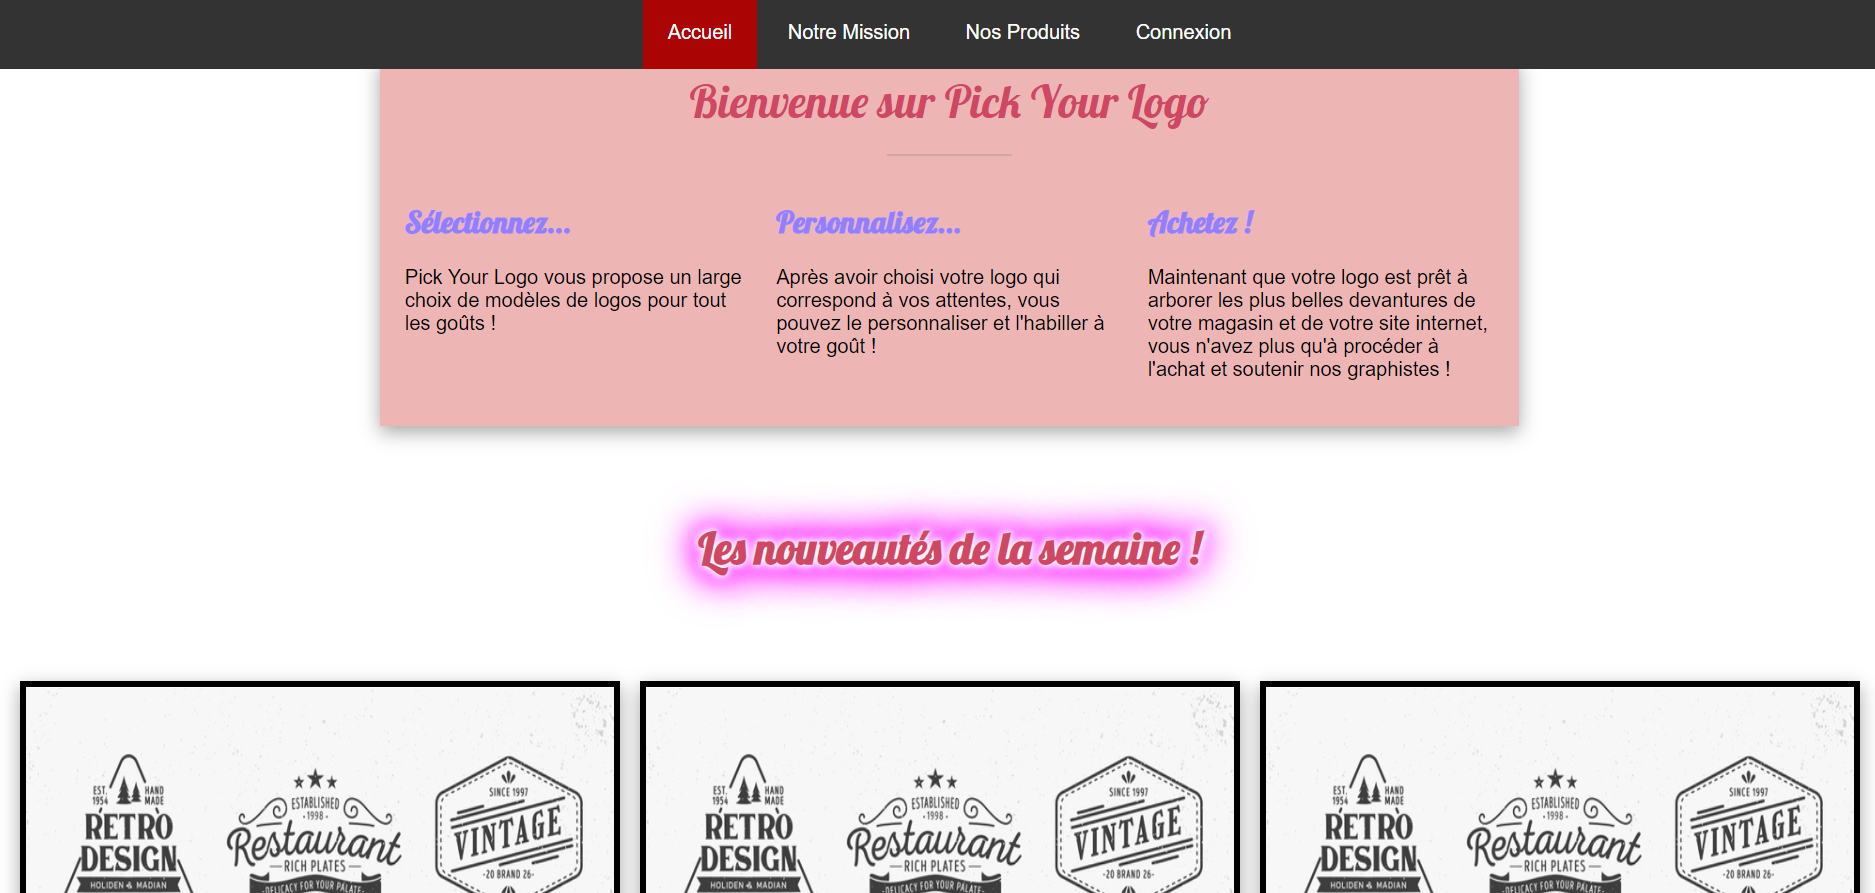 Accueil Notre Mission Nos Produits Connexion
Bienvenue sur Pick Your Logo
Sélectionnez...
Pick Your Logo vous propose un large
choix de modèles de logos pour tout
les goûts !
Personnalisez...
Après avoir choisi votre logo qui
correspond à vos attentes, vous
pouvez le personnaliser et l'habiller à
votre goût !
Achetez !
Maintenant que votre logo est prêt à
arborer les plus belles devantures de
votre magasin et de votre site internet,
vous n'avez plus qu'à procéder à
l'achat et soutenir nos graphistes !
Les nouveautés de la semaine !
EST. 1954 HAND MADE
RETRO
DESIGN
HOLIDEN & MADIAN
ESTABLISHED
-1998-
Restaurant
RICH PLATES
-DELICACY FOR YOUR PALATE-
SINCE 1997
VINTAGE
-20 BRAND 26-
EST. 1954 HAND MADE
RETRO
DESIGN
HOLIDEN & MADIAN
ESTABLISHED
-1998-
Restaurant
RICH PLATES
-DELICACY FOR YOUR PALATE-
SINCE 1997
VINTAGE
-20 BRAND 26-
EST. 1954 HAND MADE
RETRO
DESIGN
HOLIDEN & MADIAN
ESTABLISHED
-1998-
Restaurant
RICH PLATES
-DELICACY FOR YOUR PALATE-
SINCE 1997
VINTAGE
-20 BRAND 26-